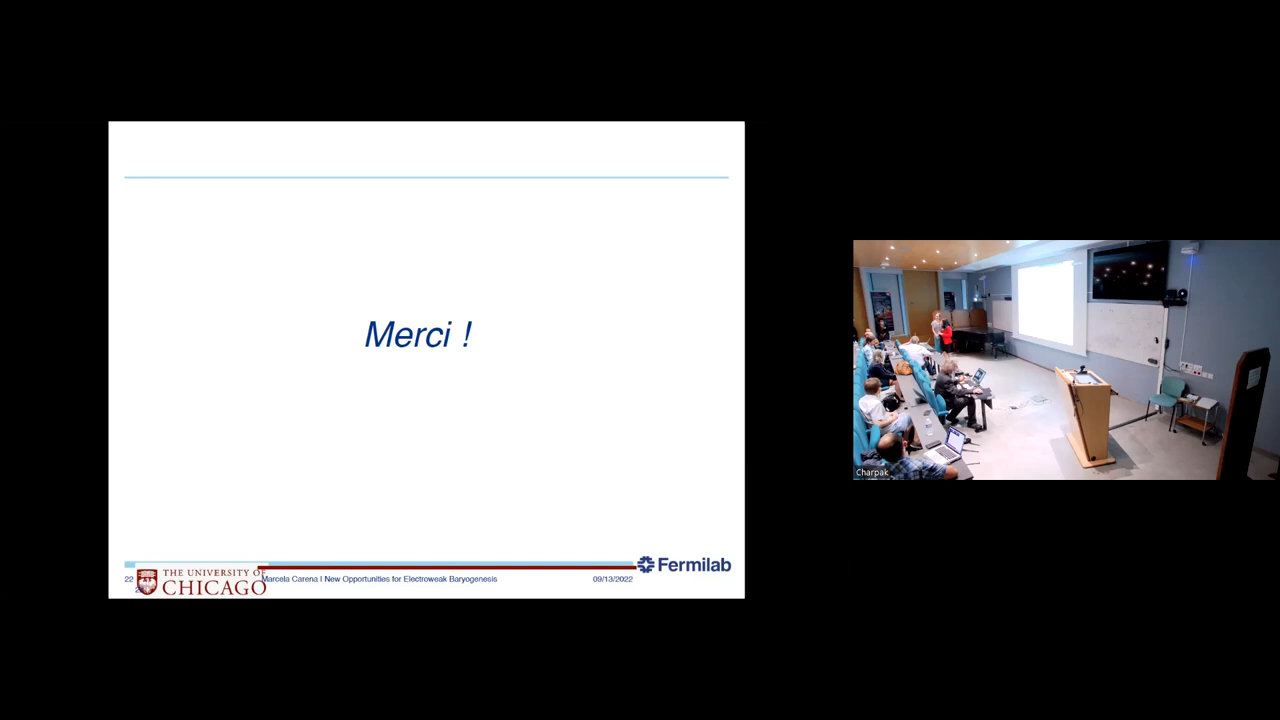 Merci !
22
THE UNIVERSITY OF
CHICAGO
Marcela Carena I New Opportunities for Electroweak Baryogenesis
09/13/2022
Fermilab
Charpak